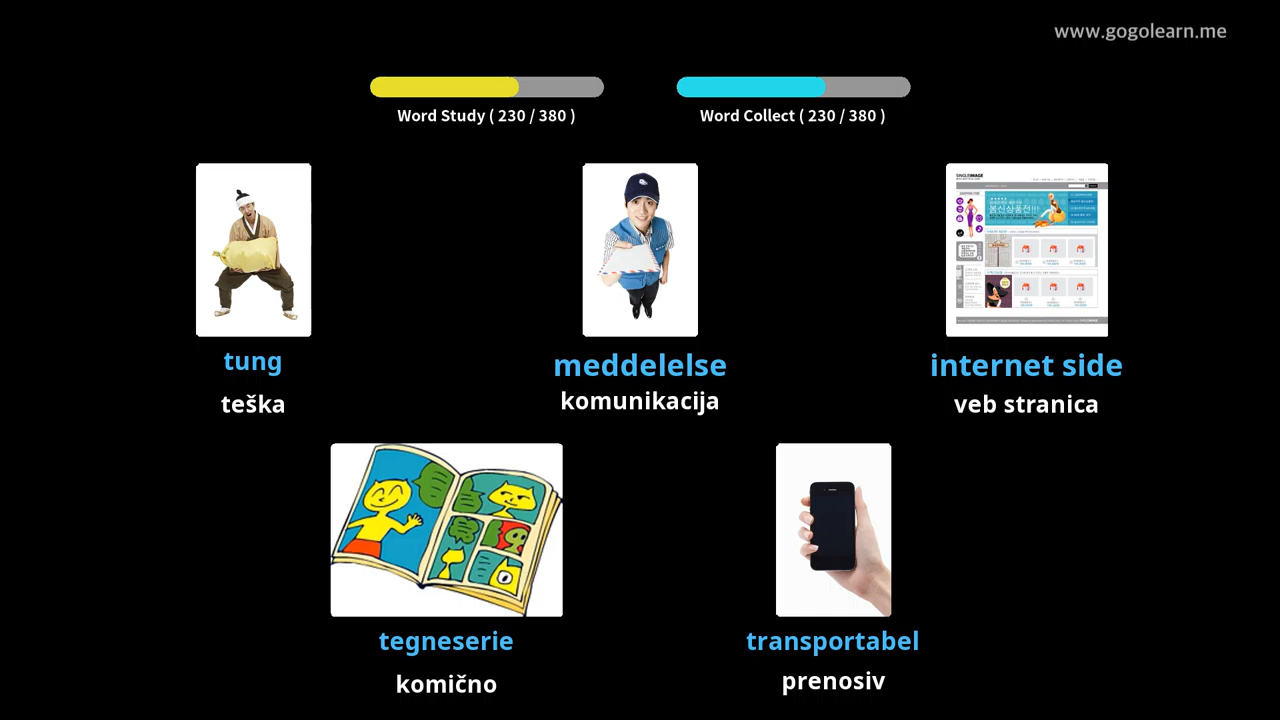 www.gogolearn.me
Word Study ( 230 / 380 )
Word Collect ( 230 / 380 )
tung
meddelelse
internet side
teška
komunikacija
veb stranica
tegneserie
transportabel
komično
prenosiv